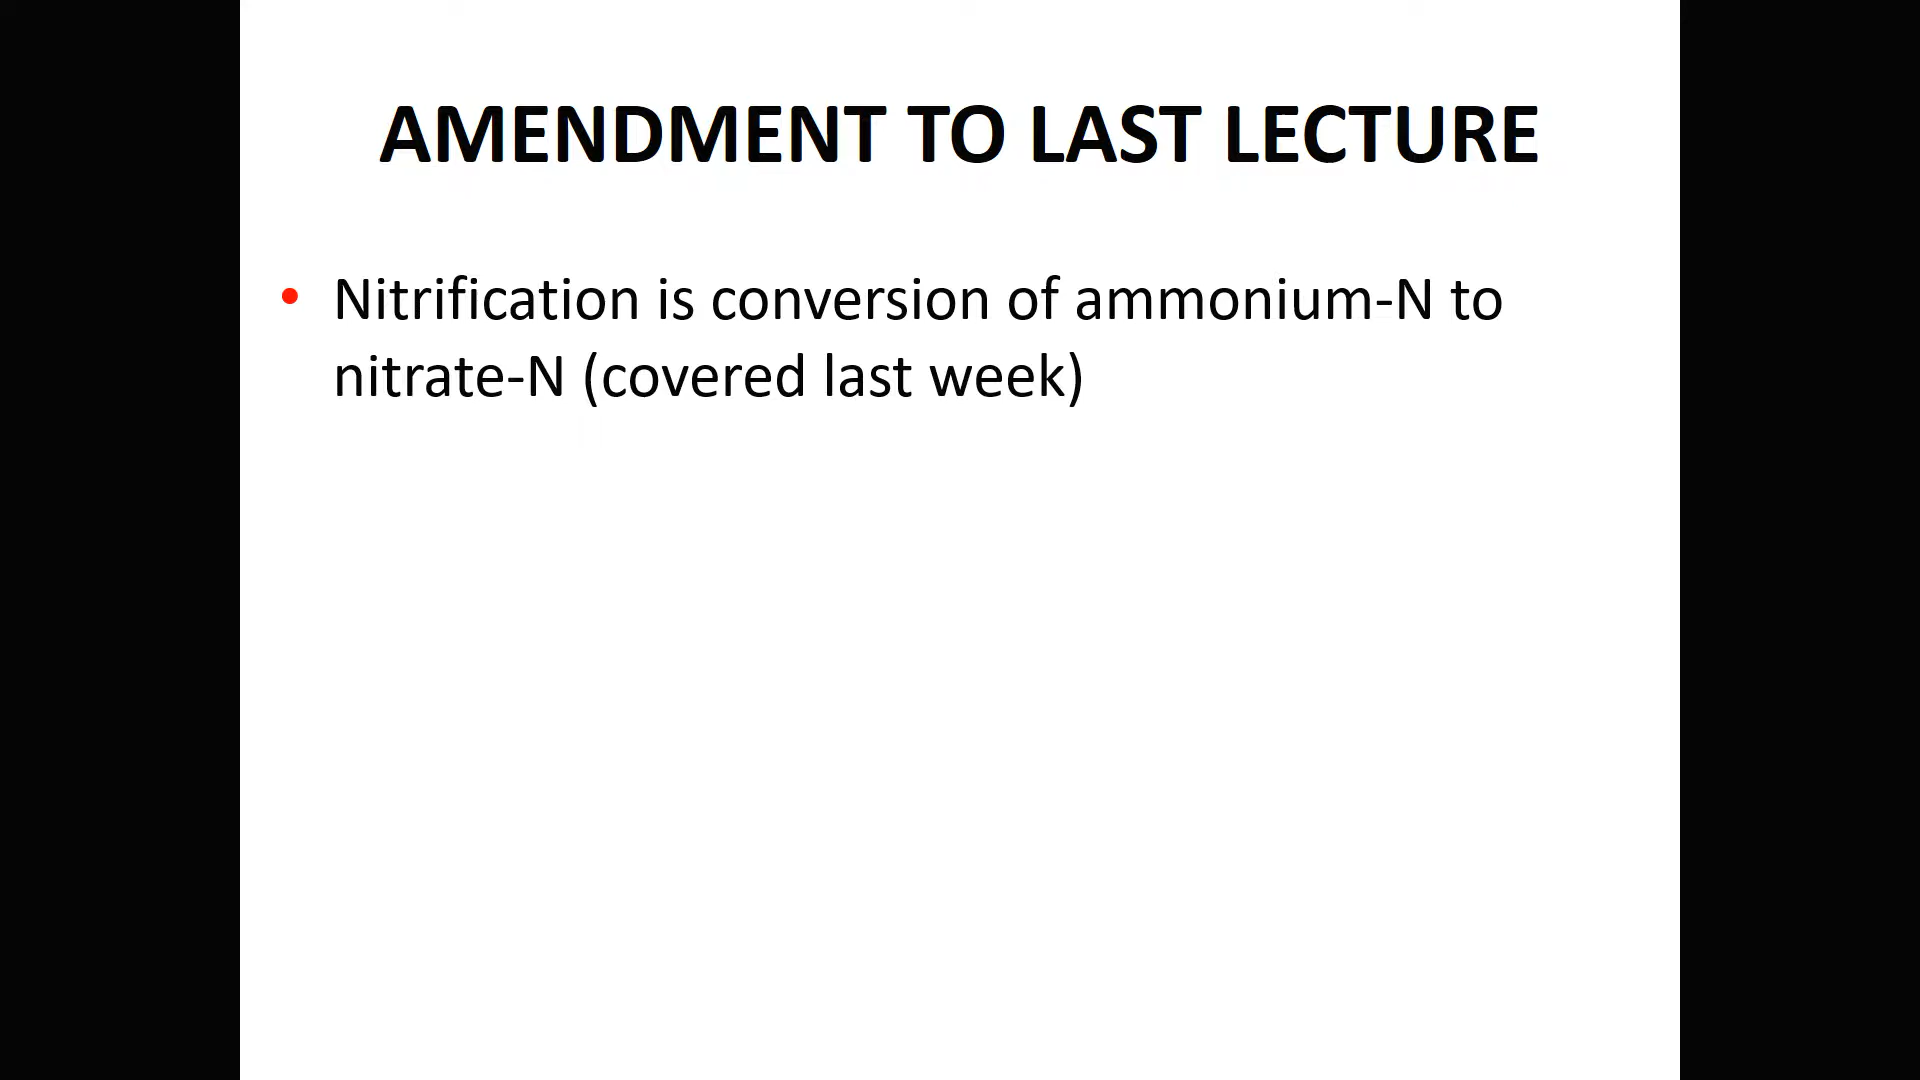 AMENDMENT TO LAST LECTURE
• Nitrification is conversion of ammonium-N to
nitrate-N (covered last week)